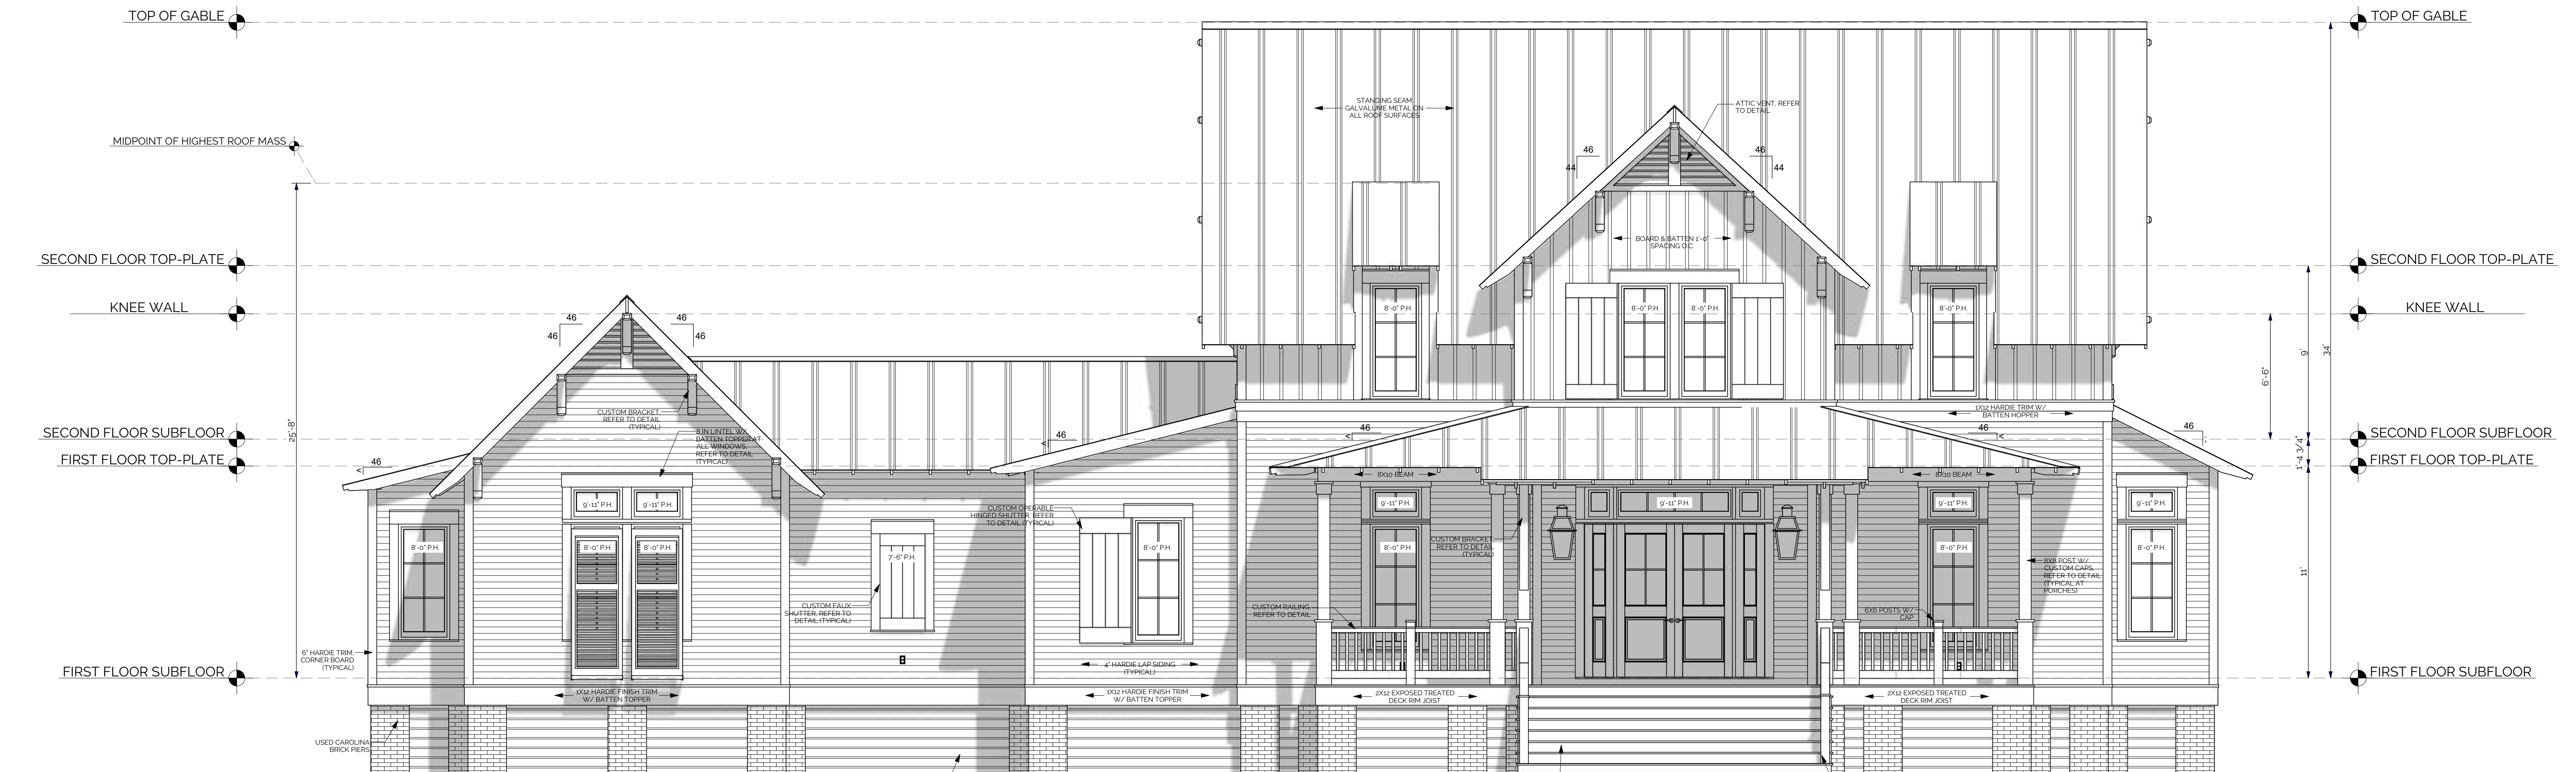 TOP OF GABLE
TOP OF GABLE
STANDING SEAM
GALVALUME METAL ON
ALL ROOF SURFACES
ATTIC VENT, REFER
TO DETAIL
MIDPOINT OF HIGHEST ROOF MASS
46
44
46
44
BOARD & BATTEN 1'-0"
SPACING O.C.
SECOND FLOOR TOP-PLATE
SECOND FLOOR TOP-PLATE
KNEE WALL
KNEE WALL
8'-0" P.H.
8'-0" P.H.
8'-0" P.H.
8'-0" P.H.
46
46
46
46
34'
9'
6'-6"
CUSTOM BRACKET,
REFER TO DETAIL
(TYPICAL)
1X12 HARDIE TRIM W/
BATTEN HOPPER
8 IN LINTEL W/
BATTEN TOPPER AT
ALL WINDOWS,
REFER TO DETAIL
(TYPICAL)
25'-8"
SECOND FLOOR SUBFLOOR
SECOND FLOOR SUBFLOOR
46
<
46
<
46
<
46
1'-4 3/4"
FIRST FLOOR TOP-PLATE
FIRST FLOOR TOP-PLATE
46
<
8X10 BEAM
8X10 BEAM
9'-11" P.H.
9'-11" P.H.
9'-11" P.H.
9'-11" P.H.
9'-11" P.H.
9'-11" P.H.
CUSTOM OPERABLE
HINGED SHUTTER, REFER
TO DETAIL (TYPICAL)
CUSTOM BRACKET,
REFER TO DETAIL
(TYPICAL)
8'-0" P.H.
8'-0" P.H.
8'-0" P.H.
7'-6" P.H.
8'-0" P.H.
8'-0" P.H.
8'-0" P.H.
8'-0" P.H.
8X8 POST W/
CUSTOM CAPS,
REFER TO DETAIL
(TYPICAL AT
PORCHES)
11'
CUSTOM FAUX
SHUTTER, REFER TO
DETAIL (TYPICAL)
CUSTOM RAILING,
REFER TO DETAIL
6X6 POSTS W/
CAP
6" HARDIE TRIM,
CORNER BOARD
(TYPICAL)
4" HARDIE LAP SIDING
(TYPICAL)
FIRST FLOOR SUBFLOOR
FIRST FLOOR SUBFLOOR
1X12 HARDIE FINISH TRIM
W/ BATTEN TOPPER
1X12 HARDIE FINISH TRIM
W/ BATTEN TOPPER
2X12 EXPOSED TREATED
DECK RIM JOIST
2X12 EXPOSED TREATED
DECK RIM JOIST
USED CAROLINA
BRICK PIERS